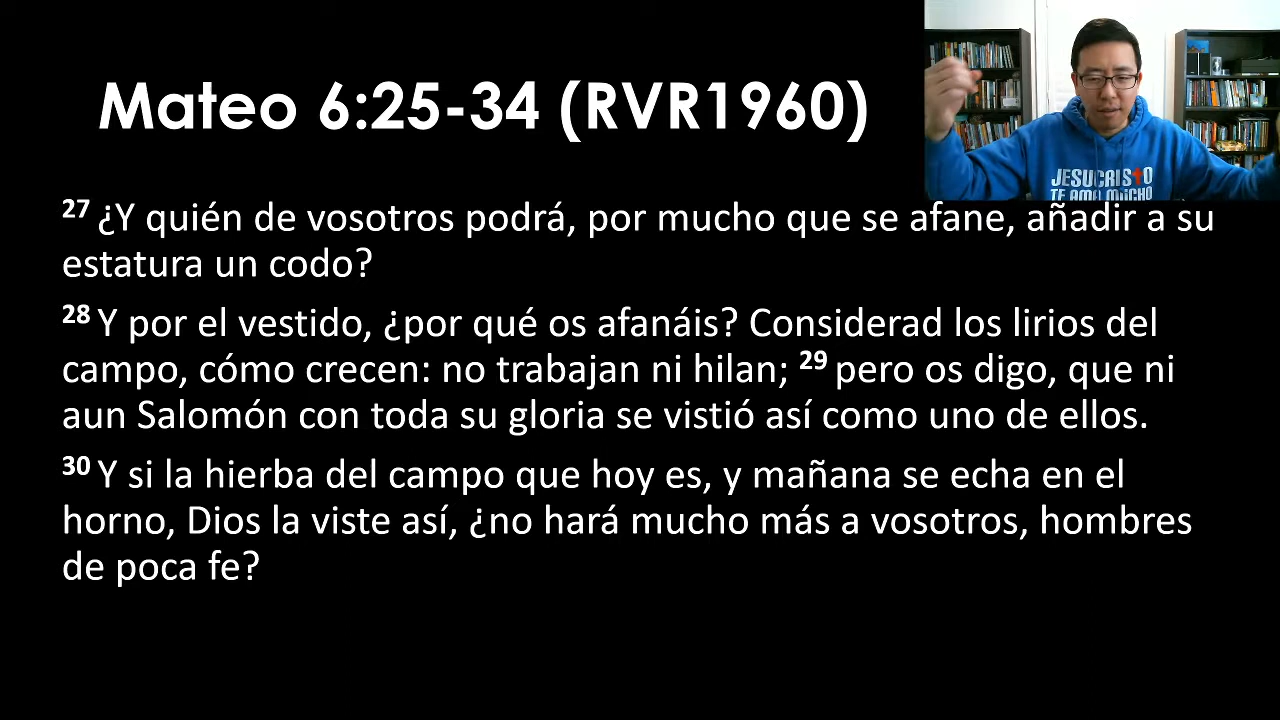 Mateo 6:25-34 (RVR1960)
JESUCRISTO
TE AMA MUCHO
27 ¿Y quién de vosotros podrá, por mucho que se afane, añadir a su
estatura un codo?
28 Y por el vestido, ¿por qué os afanáis? Considerad los lirios del
campo, cómo crecen: no trabajan ni hilan; 29 pero os digo, que ni
aun Salomón con toda su gloria se vistió así como uno de ellos.
30 Y si la hierba del campo que hoy es, y mañana se echa en el
horno, Dios la viste así, ¿no hará mucho más a vosotros, hombres
de poca fe?